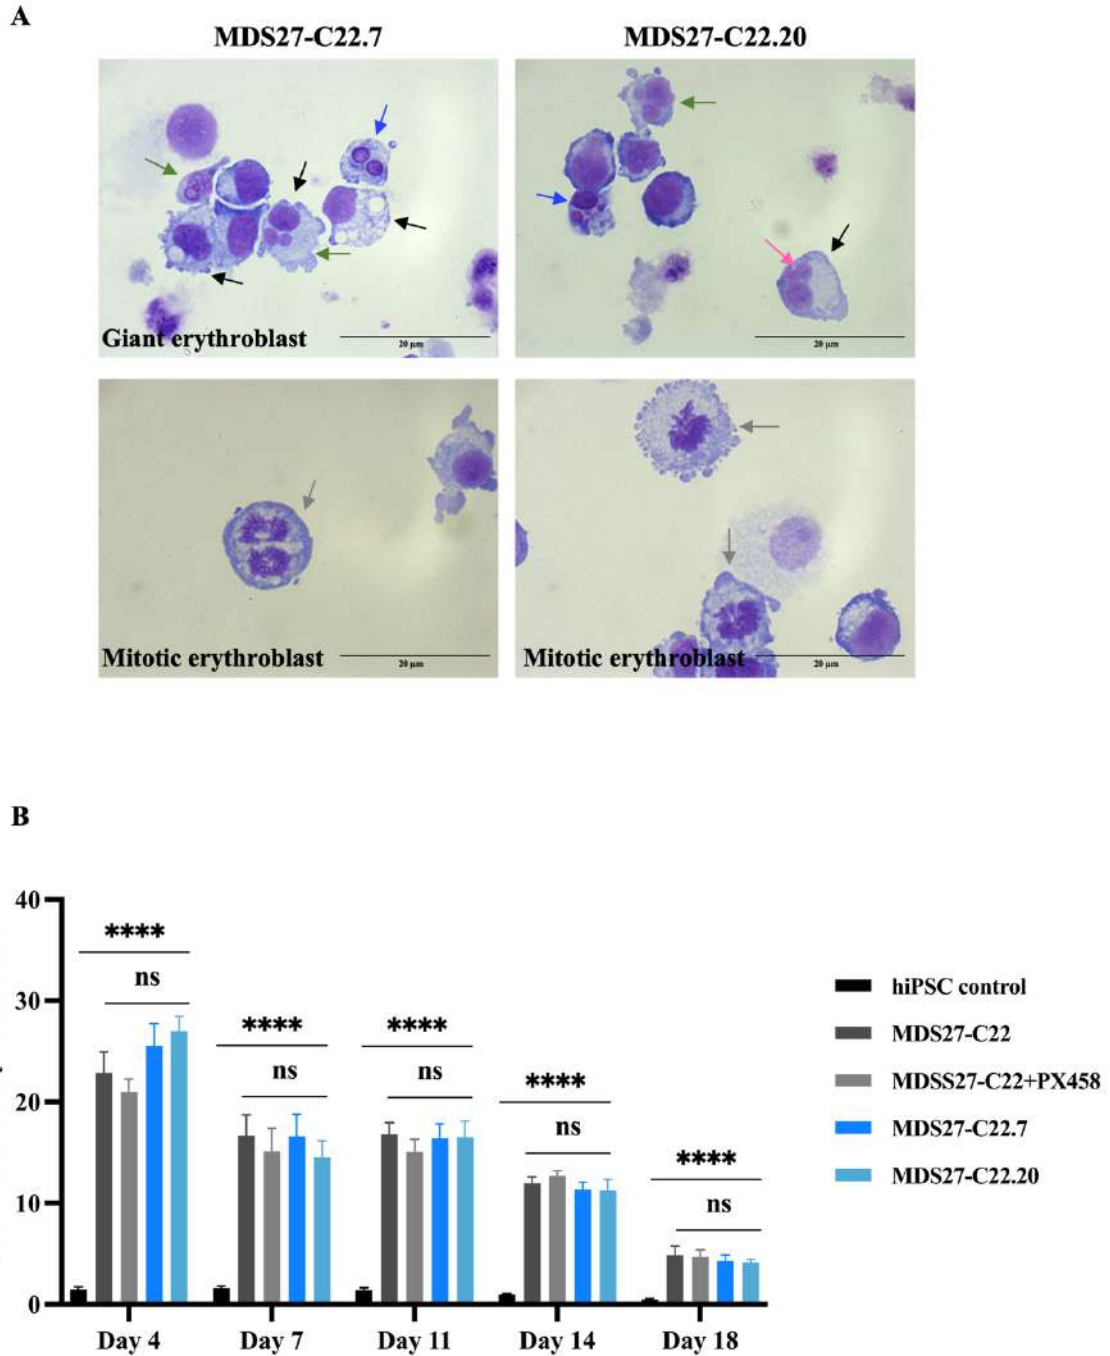 A
MDS27-C22.7
MDS27-C22.20
Giant erythroblast
20 µm
20 µm
Mitotic erythroblast
20 µm
Mitotic erythroblast
20 µm
B
40
30
20
10
0
****
ns
****
ns
****
ns
****
ns
****
ns
Day 4
Day 7
Day 11
Day 14
Day 18
hiPSC control
MDS27-C22
MDSS27-C22+PX458
MDS27-C22.7
MDS27-C22.20